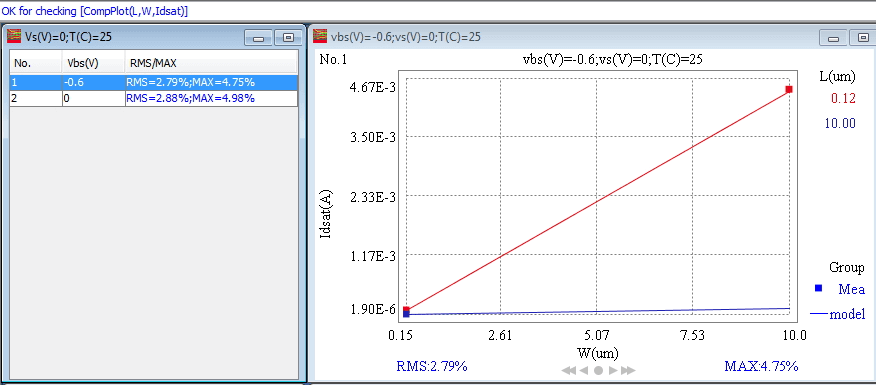 OK for checking [CompPlot(L,W,Idsat)]
Vs(V)=0;T(C)=25
No. Vbs(V) RMS/MAX
1 -0.6 RMS=2.79%;MAX=4.75%
2 0 RMS=2.88%;MAX=4.98%
vbs(V)=-0.6;vs(V)=0;T(C)=25
No.1 vbs(V)=-0.6;vs(V)=0;T(C)=25
L(um)
0.12
10.00
4.67E-3
3.50E-3
2.33E-3
1.17E-3
1.90E-6
Idsat(A)
0.15 2.61 5.07 7.53 10.0
W(um)
Group
Mea
model
RMS:2.79% MAX:4.75%